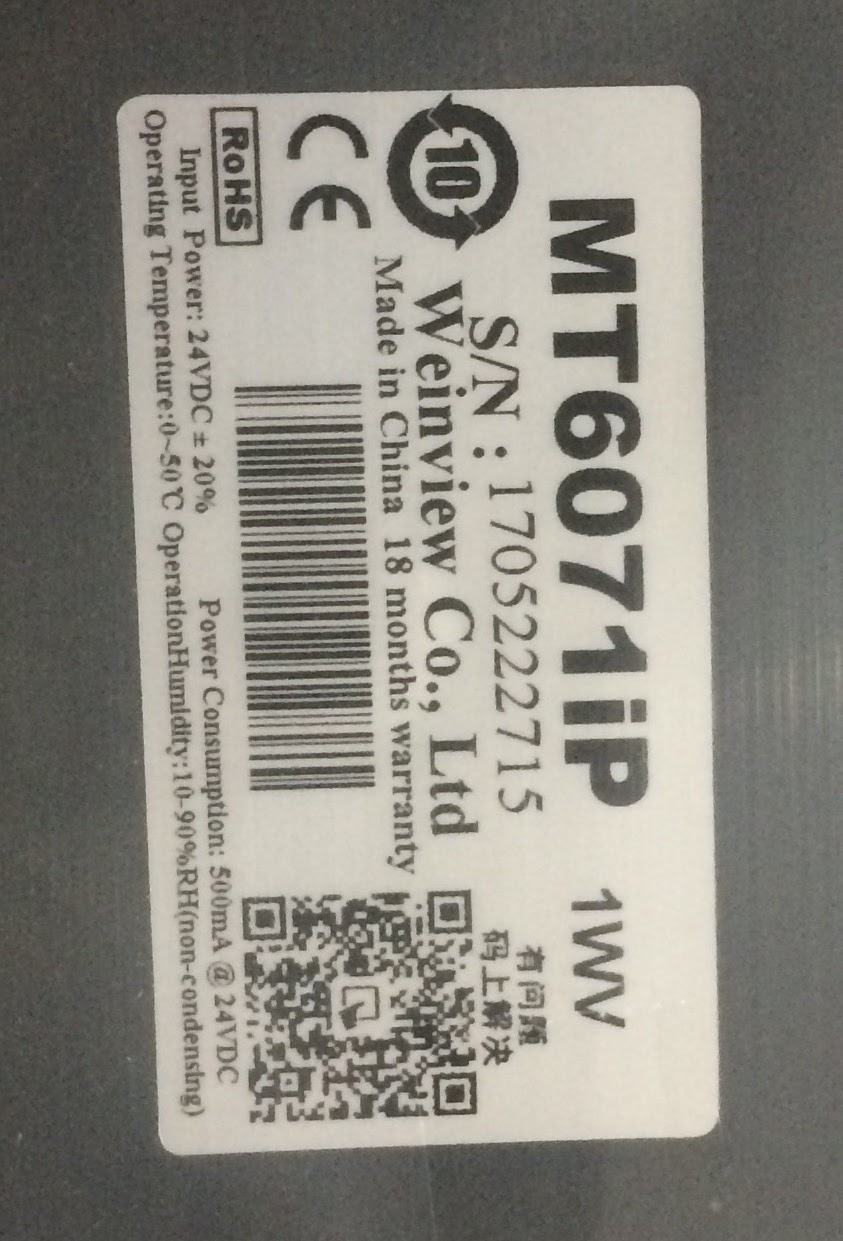 MT6071iP 1WV
S/N : 1705222715
有问题
码上解决
10
Weinview Co., Ltd
Made in China 18 months warranty
CE
RoHS
Input Power: 24VDC ± 20% Power Consumption: 500mA @ 24VDC
Operating Temperature:0~50℃ OperationHumidity:10-90%RH(non-condensing)